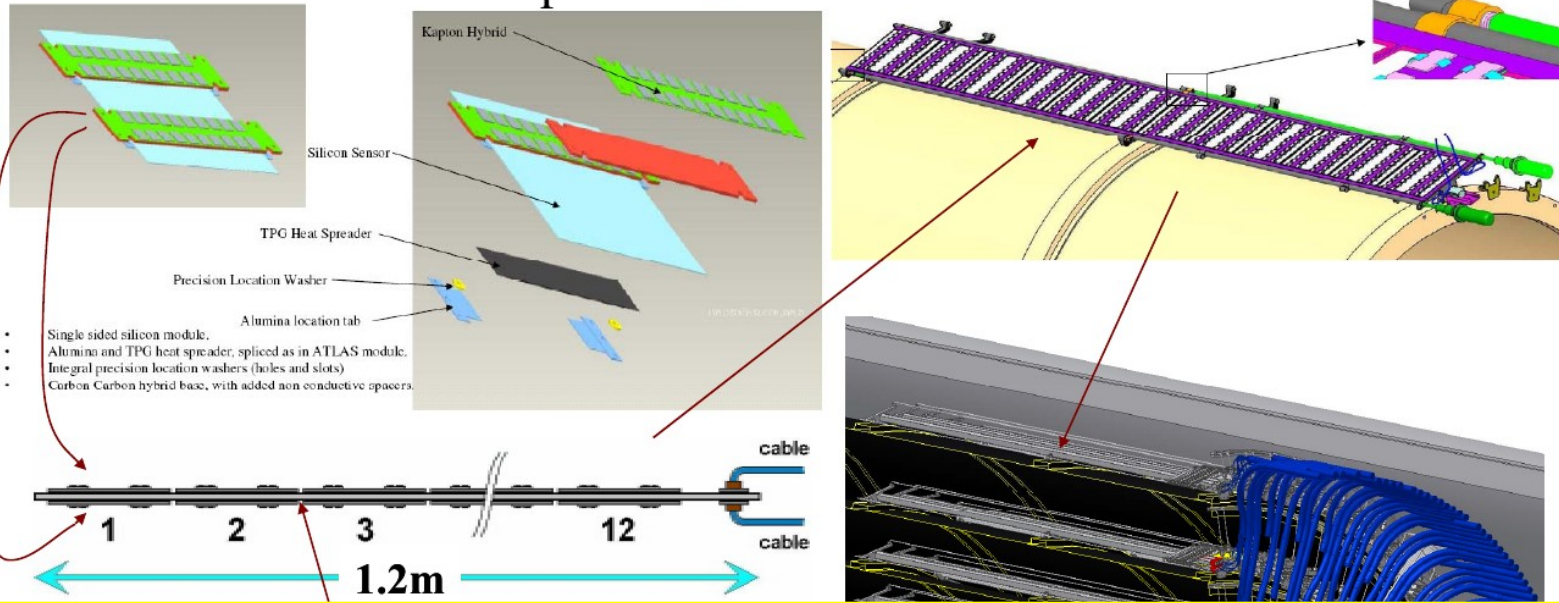 Kapton Hybrid
Silicon Sensor
TPG Heat Spreader
Precision Location Washer
Alumina location tab
• Single sided silicon module.
• Alumina and TPG heat spreader, spliced as in ATLAS module.
• Integral precision location washers (holes and slots)
• Carbon Carbon hybrid base, with added non conductive spacers.
cable
1 2 3 12
cable
1.2m